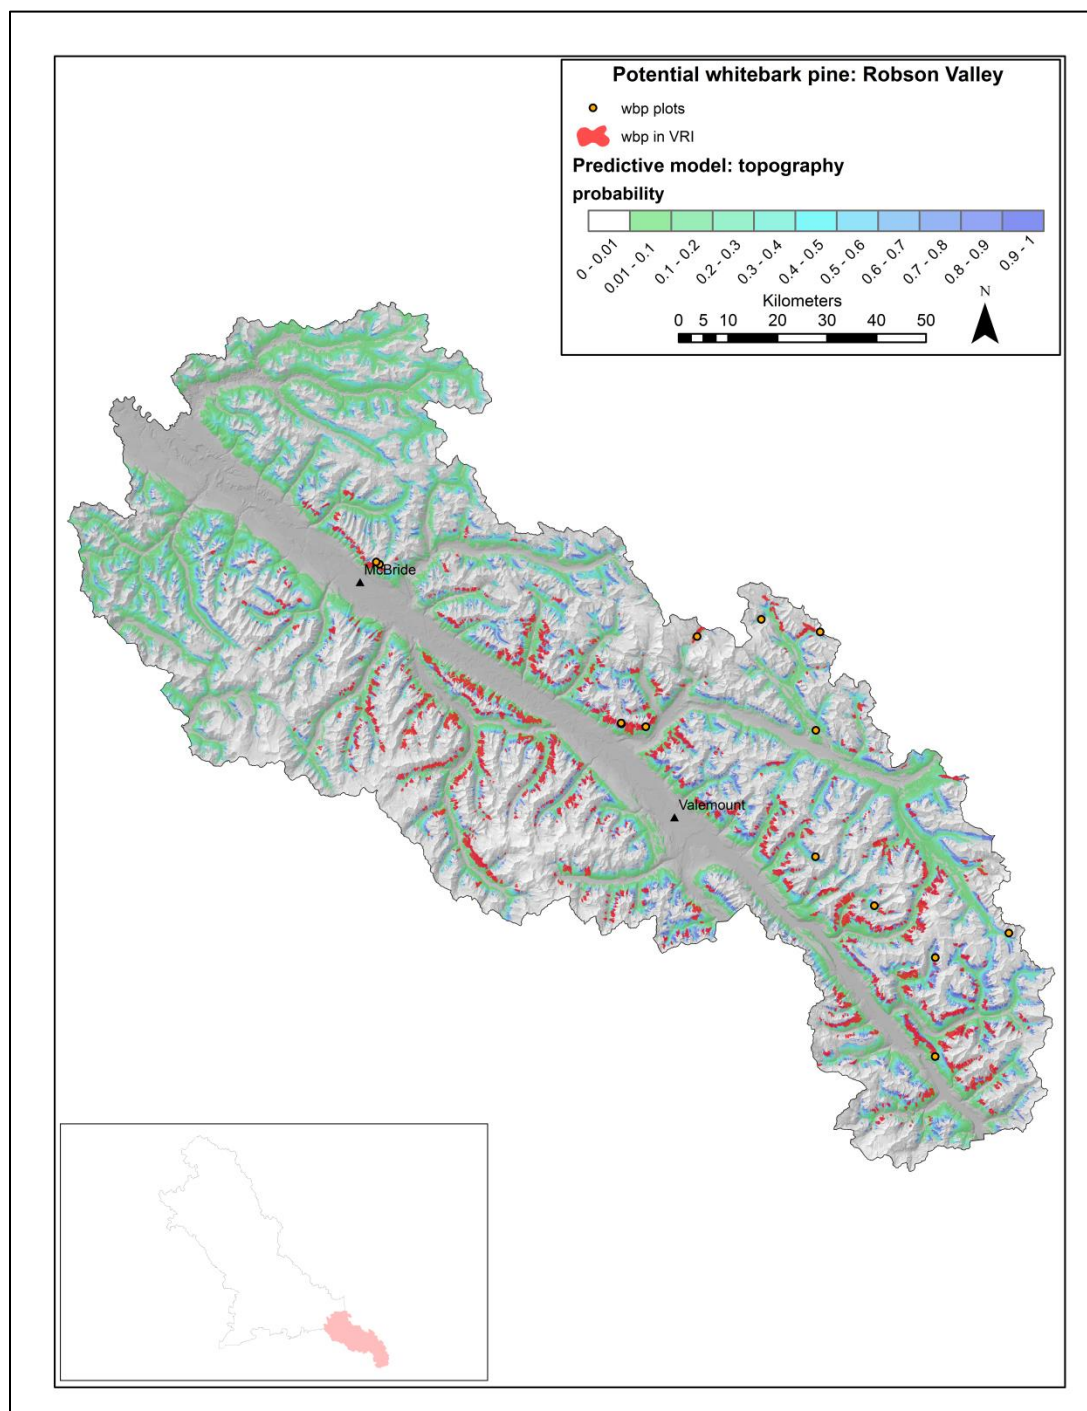 Potential whitebark pine: Robson Valley
wbp plots
wbp in VRI
Predictive model: topography
probability
0 - 0.01
0.01 - 0.1
0.1 - 0.2
0.2 - 0.3
0.3 - 0.4
0.4 - 0.5
0.5 - 0.6
0.6 - 0.7
0.7 - 0.8
0.8 - 0.9
0.9 - 1
Kilometers
N
0 5 10 20 30 40 50
McBride
Valemount